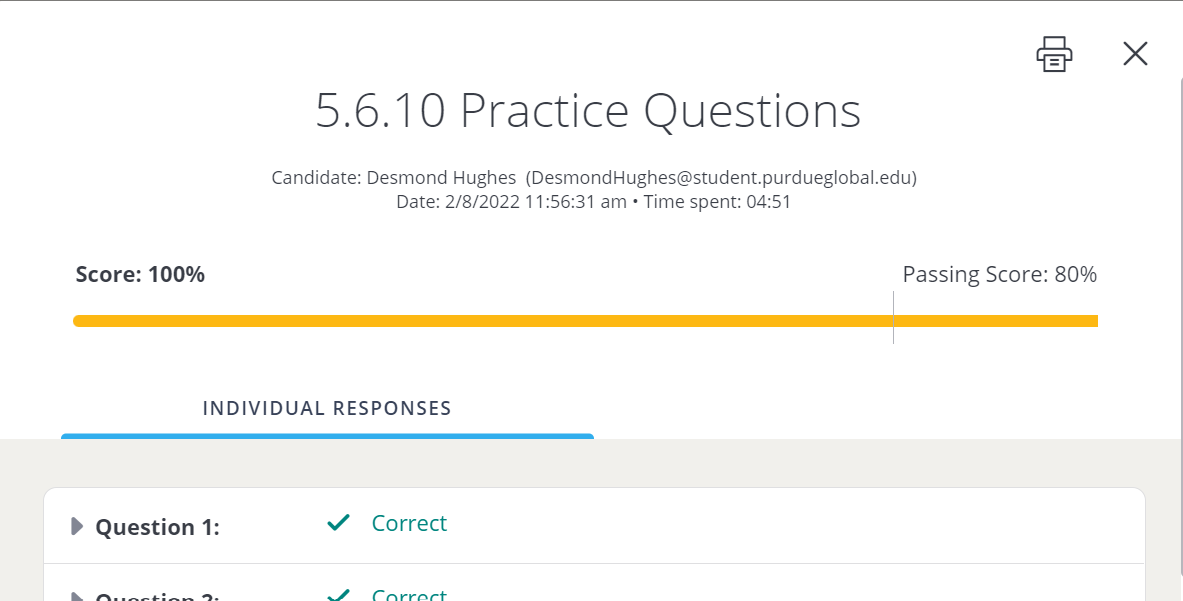 5.6.10 Practice Questions
Candidate: Desmond Hughes (DesmondHughes@student.purdueglobal.edu)
Date: 2/8/2022 11:56:31 am • Time spent: 04:51
Score: 100% Passing Score: 80%
INDIVIDUAL RESPONSES
Question 1: Correct
Question 2: Correct